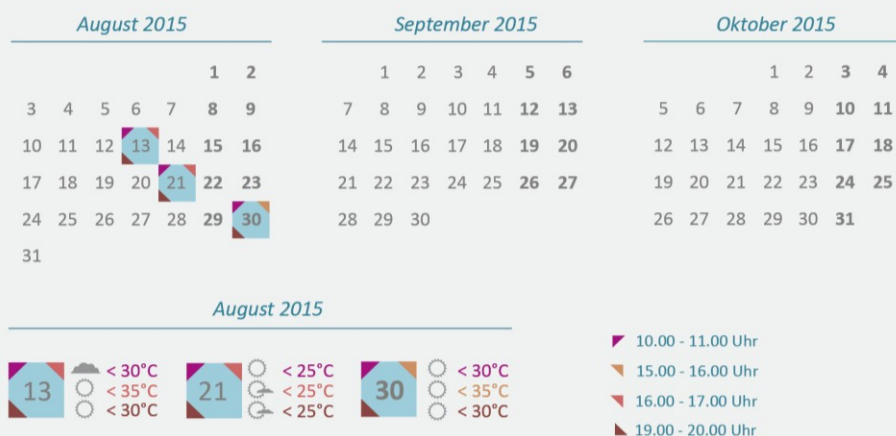 August 2015 September 2015 Oktober 2015
1 2 1 2 3 4 5 6 1 2 3 4
3 4 5 6 7 8 9 7 8 9 10 11 12 13 5 6 7 8 9 10 11
10 11 12 13 14 15 16 14 15 16 17 18 19 20 12 13 14 15 16 17 18
17 18 19 20 21 22 23 21 22 23 24 25 26 27 19 20 21 22 23 24 25
24 25 26 27 28 29 30 28 29 30 26 27 28 29 30 31
31
August 2015
13
< 30°C
< 35°C
< 30°C
21
< 25°C
< 25°C
< 25°C
30
< 30°C
< 35°C
< 30°C
10.00 - 11.00 Uhr
15.00 - 16.00 Uhr
16.00 - 17.00 Uhr
19.00 - 20.00 Uhr